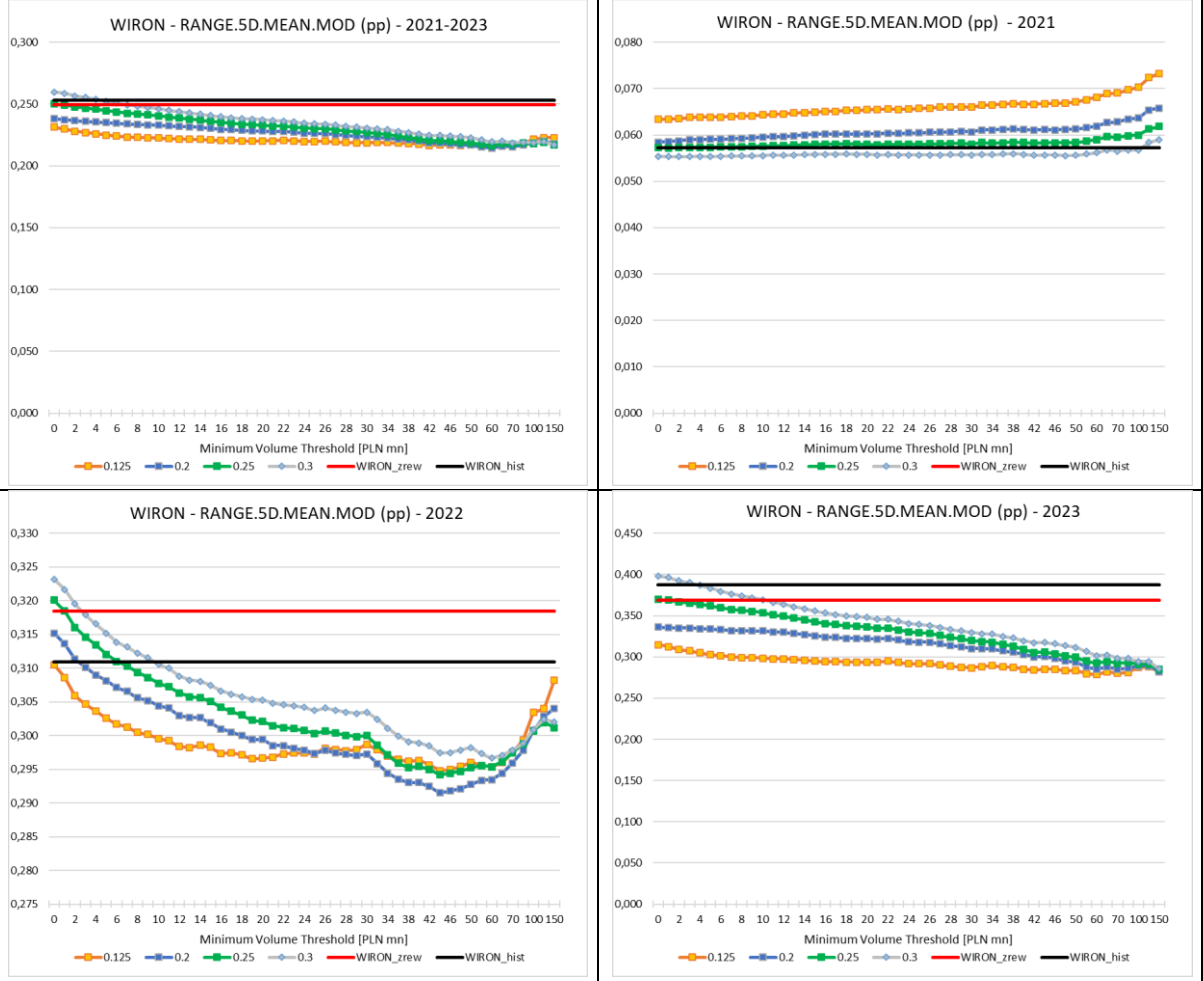 WIRON - RANGE.5D.MEAN.MOD (pp) - 2021-2023
0,300
0,250
0,200
0,150
0,100
0,050
0,000
0 2 4 6 8 10 12 14 16 18 20 22 24 26 28 30 34 38 42 46 50 60 70 100 150
Minimum Volume Threshold [PLN mn]
0.125 0.2 0.25 0.3 WIRON_zrew WIRON_hist
WIRON - RANGE.5D.MEAN.MOD (pp) - 2021
0,080
0,070
0,060
0,050
0,040
0,030
0,020
0,010
0,000
0 2 4 6 8 10 12 14 16 18 20 22 24 26 28 30 34 38 42 46 50 60 70 100 150
Minimum Volume Threshold [PLN mn]
0.125 0.2 0.25 0.3 WIRON_zrew WIRON_hist
WIRON - RANGE.5D.MEAN.MOD (pp) - 2022
0,330
0,325
0,320
0,315
0,310
0,305
0,300
0,295
0,290
0,285
0,280
0,275
0 2 4 6 8 10 12 14 16 18 20 22 24 26 28 30 34 38 42 46 50 60 70 100 150
Minimum Volume Threshold [PLN mn]
0.125 0.2 0.25 0.3 WIRON_zrew WIRON_hist
WIRON - RANGE.5D.MEAN.MOD (pp) - 2023
0,450
0,400
0,350
0,300
0,250
0,200
0,150
0,100
0,050
0,000
0 2 4 6 8 10 12 14 16 18 20 22 24 26 28 30 34 38 42 46 50 60 70 100 150
Minimum Volume Threshold [PLN mn]
0.125 0.2 0.25 0.3 WIRON_zrew WIRON_hist